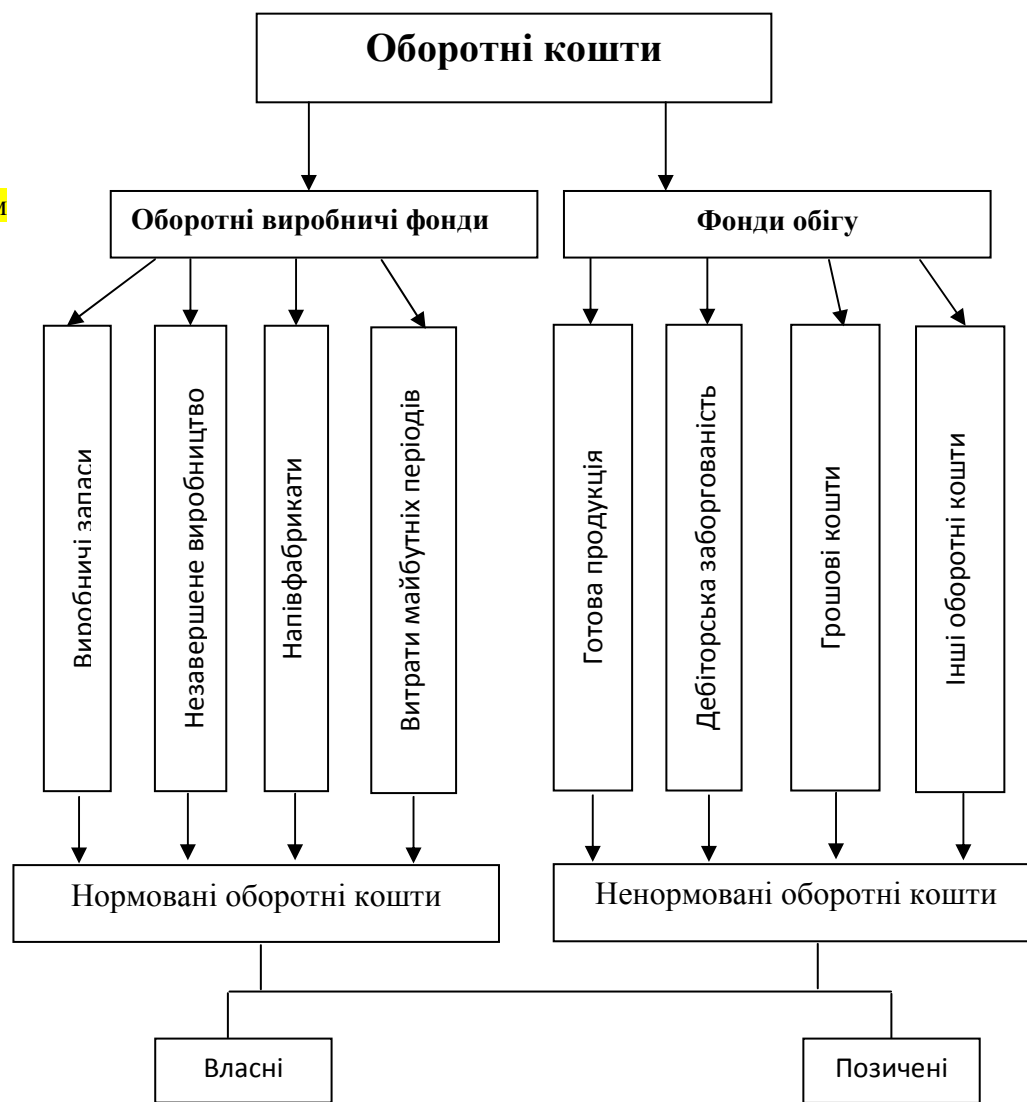 Оборотні кошти
Оборотні виробничі фонди
Фонди обігу
Виробничі запаси
Незавершене виробництво
Напівфабрикати
Витрати майбутніх періодів
Готова продукція
Дебіторська заборгованість
Грошові кошти
Інші оборотні кошти
Нормовані оборотні кошти
Ненормовані оборотні кошти
Власні
Позичені